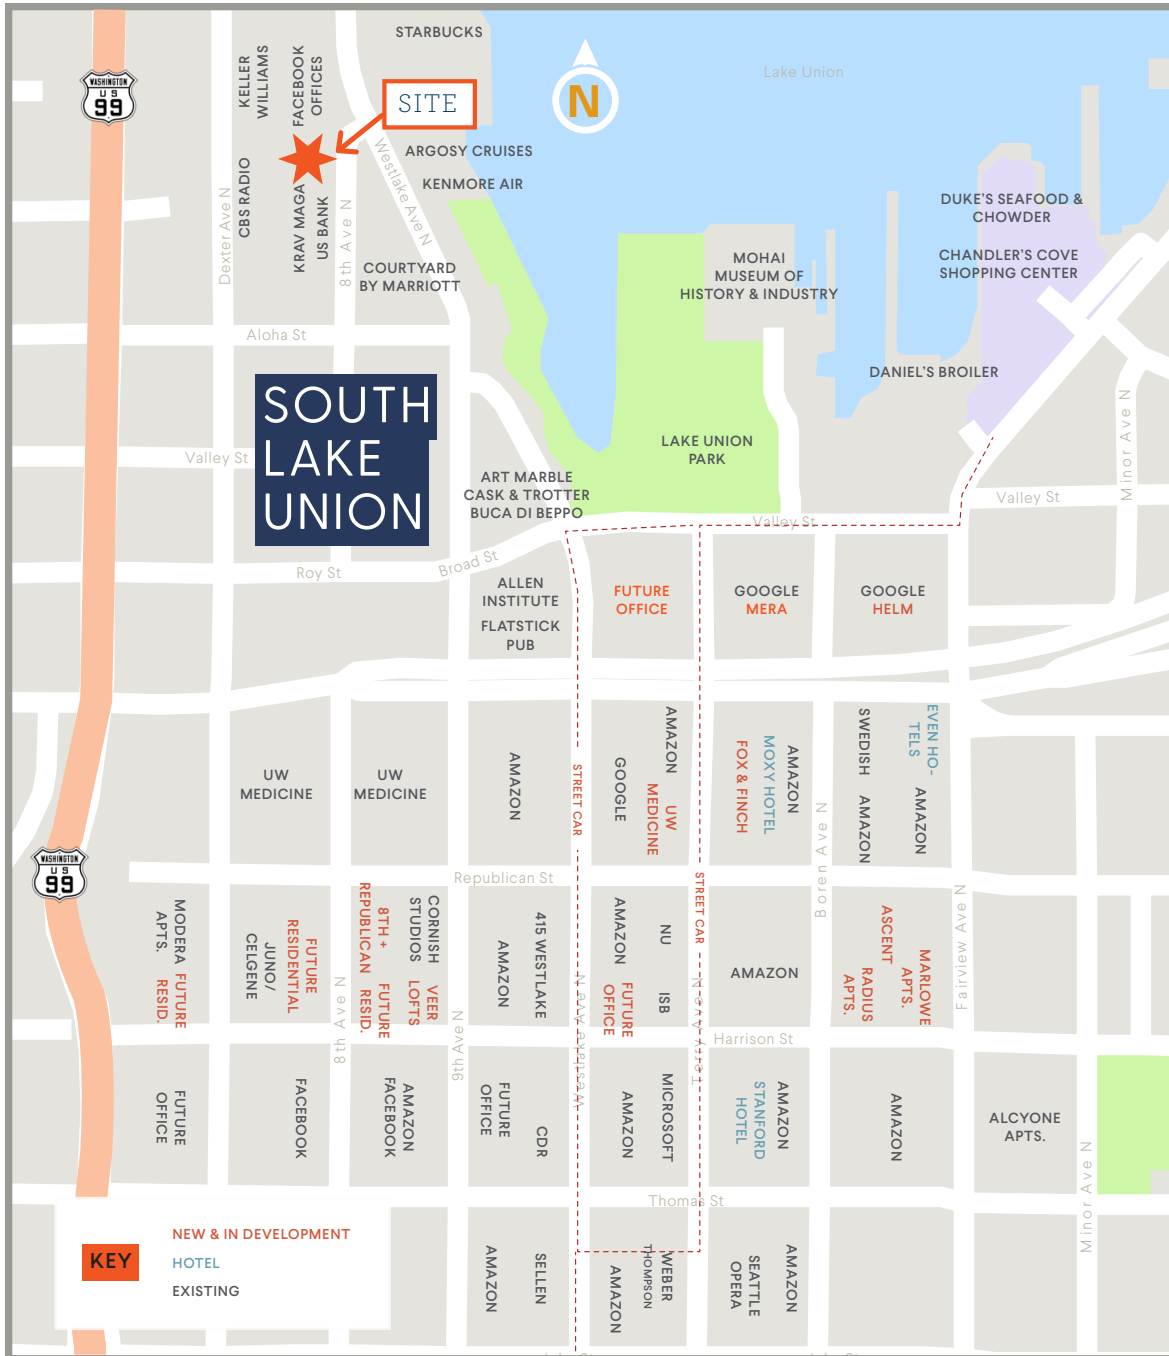 STARBUCKS
KELLER
WILLIAMS
FACEBOOK
OFFICES
Lake Union
WASHINGTON
US
99
SITE
N
Westlake Ave N
ARGOSY CRUISES
KENMORE AIR
CBS RADIO
KRAV MAGA
US BANK
Dexter Ave N
8th Ave N
DUKE'S SEAFOOD &
CHOWDER
CHANDLER'S COVE
SHOPPING CENTER
MOHAI
MUSEUM OF
HISTORY & INDUSTRY
COURTYARD
BY MARRIOTT
Aloha St
DANIEL'S BROILER
SOUTH
LAKE
UNION
Valley St
LAKE UNION
PARK
Minor Ave N
ART MARBLE
CASK & TROTTER
BUCA DI BEPPO
Valley St
Valley St
Roy St
Broad St
ALLEN
INSTITUTE
FLATSTICK
PUB
FUTURE
OFFICE
GOOGLE
MERA
GOOGLE
HELM
UW
MEDICINE
UW
MEDICINE
AMAZON
STREET CAR
GOOGLE
AMAZON
UW
MEDICINE
FOX & FINCH
MOXY HOTEL
AMAZON
Boren Ave N
SWEDISH
AMAZON
EVEN HO-
TELS
AMAZON
WASHINGTON
US
99
Republican St
STREET CAR
MODERA
APTS.
FUTURE
RESID.
JUNO/
CELGENE
FUTURE
RESIDENTIAL
8th Ave N
8TH +
REPUBLICAN
FUTURE
RESID.
CORNISH
STUDIOS
VEER
LOFTS
9th Ave N
AMAZON
415 WESTLAKE
Westlake Ave N
AMAZON
FUTURE
OFFICE
NU
ISB
Terry Ave N
AMAZON
ASCENT
RADIUS
APTS.
MARLOWE
APTS.
Fairview Ave N
Harrison St
FUTURE
OFFICE
FACEBOOK
AMAZON
FACEBOOK
FUTURE
OFFICE
CDR
AMAZON
MICROSOFT
STANFORD
HOTEL
AMAZON
AMAZON
ALCYONE
APTS.
Minor Ave N
Thomas St
KEY
NEW & IN DEVELOPMENT
HOTEL
EXISTING
AMAZON
SELLEN
AMAZON
WEBER
THOMPSON
SEATTLE
OPERA
AMAZON